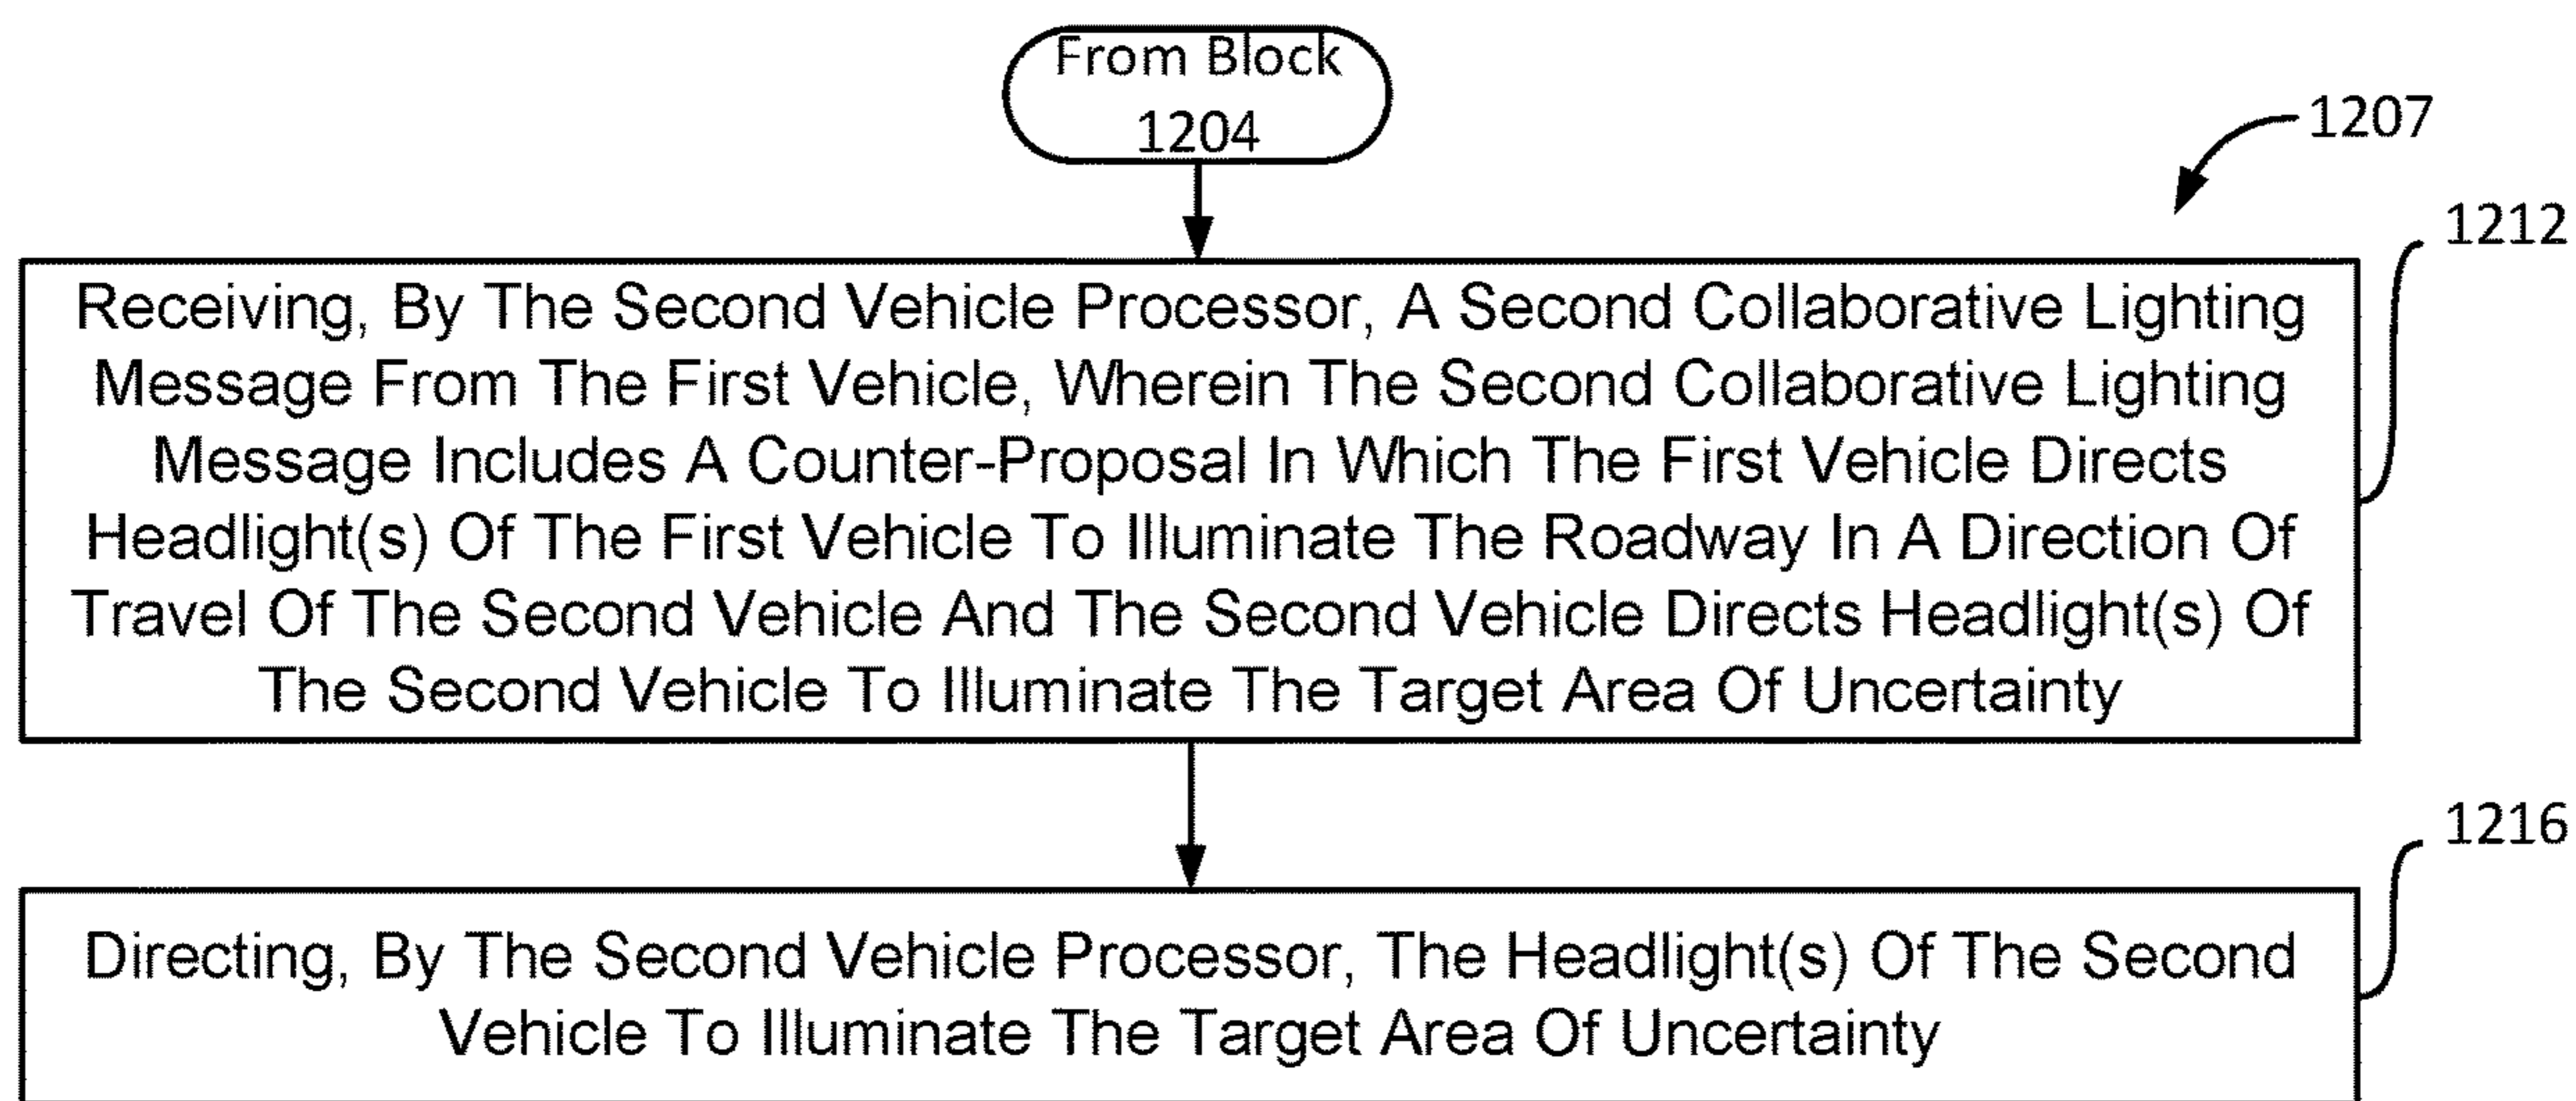 From Block
1204
1207
1212
Receiving, By The Second Vehicle Processor, A Second Collaborative Lighting
Message From The First Vehicle, Wherein The Second Collaborative Lighting
Message Includes A Counter-Proposal In Which The First Vehicle Directs
Headlight(s) Of The First Vehicle To Illuminate The Roadway In A Direction Of
Travel Of The Second Vehicle And The Second Vehicle Directs Headlight(s) Of
The Second Vehicle To Illuminate The Target Area Of Uncertainty
1216
Directing, By The Second Vehicle Processor, The Headlight(s) Of The Second
Vehicle To Illuminate The Target Area Of Uncertainty